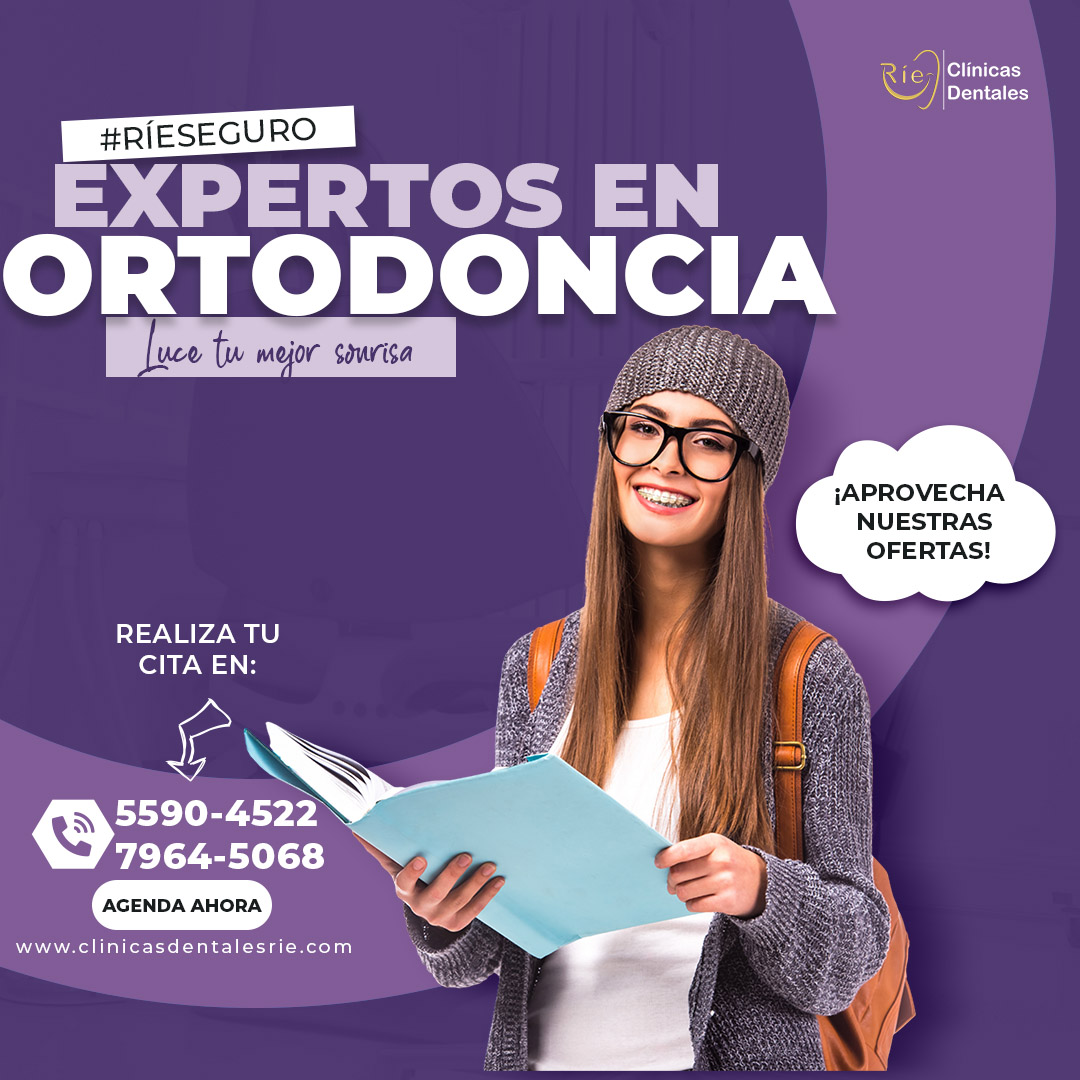 Ríe
Clínicas
Dentales
#RÍESEGURO
EXPERTOS EN
ORTODONCIA
Luce tu mejor sonrisa
¡APROVECHA
NUESTRAS
OFERTAS!
REALIZA TU
CITA EN:
5590-4522
7964-5068
AGENDA AHORA
www.clinicasdentalesrie.com